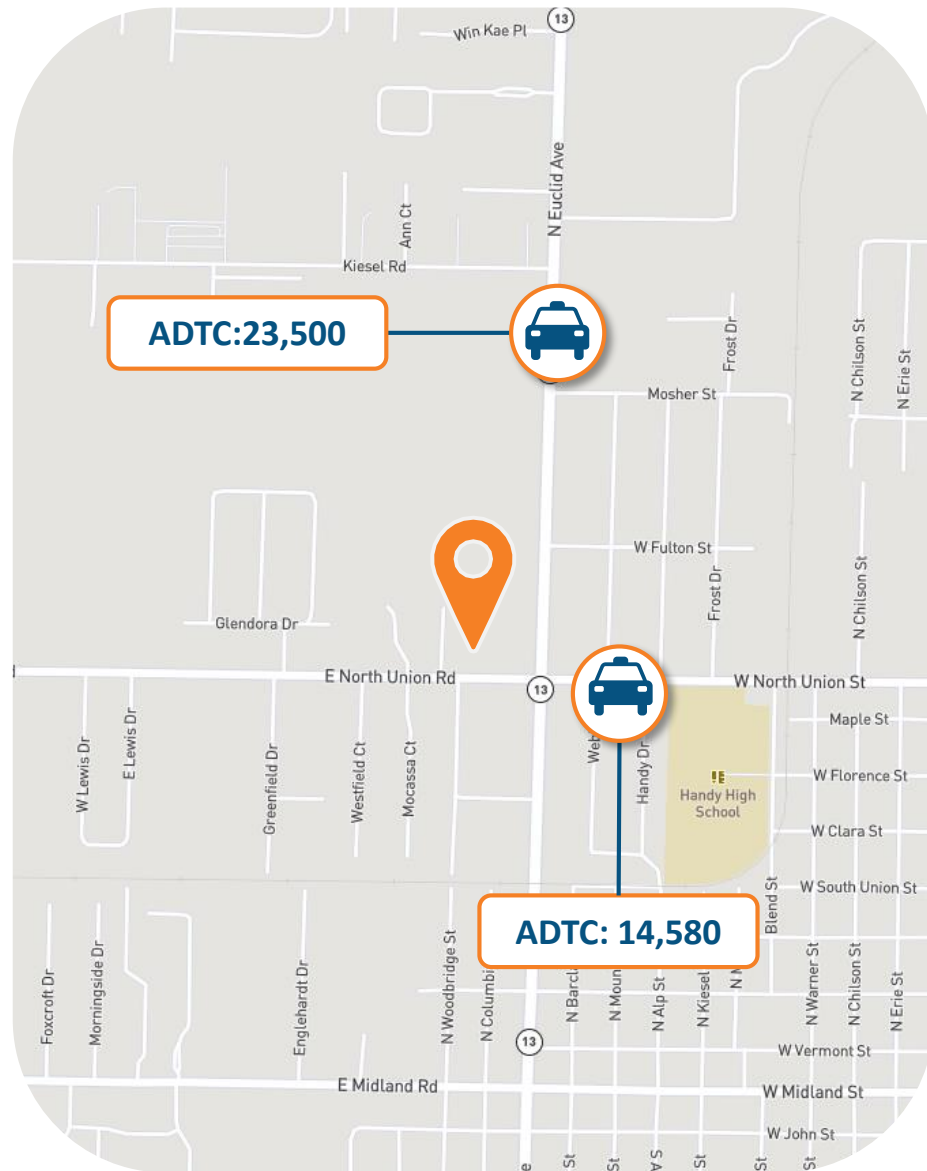 13
Win Kae Pl
N Euclid Ave
Ann Ct
Kiesel Rd
ADTC:23,500
Frost Dr
N Chilson St
N Erie St
Mosher St
W Fulton St
Frost Dr
N Chilson St
Glendora Dr
E North Union Rd
13
W North Union St
Maple St
W Lewis Dr
E Lewis Dr
Greenfield Dr
Westfield Ct
Mocassa Ct
Handy Dr
Handy High
School
W Florence St
W Clara St
W South Union St
Blend St
ADTC: 14,580
Foxcroft Dr
Morningside Dr
Englehardt Dr
N Woodbridge St
N Alp St
N Kiesel
N Warner St
N Chilson St
N Erie St
13
W Vermont St
E Midland Rd
W Midland St
W John St
St
St
St
St